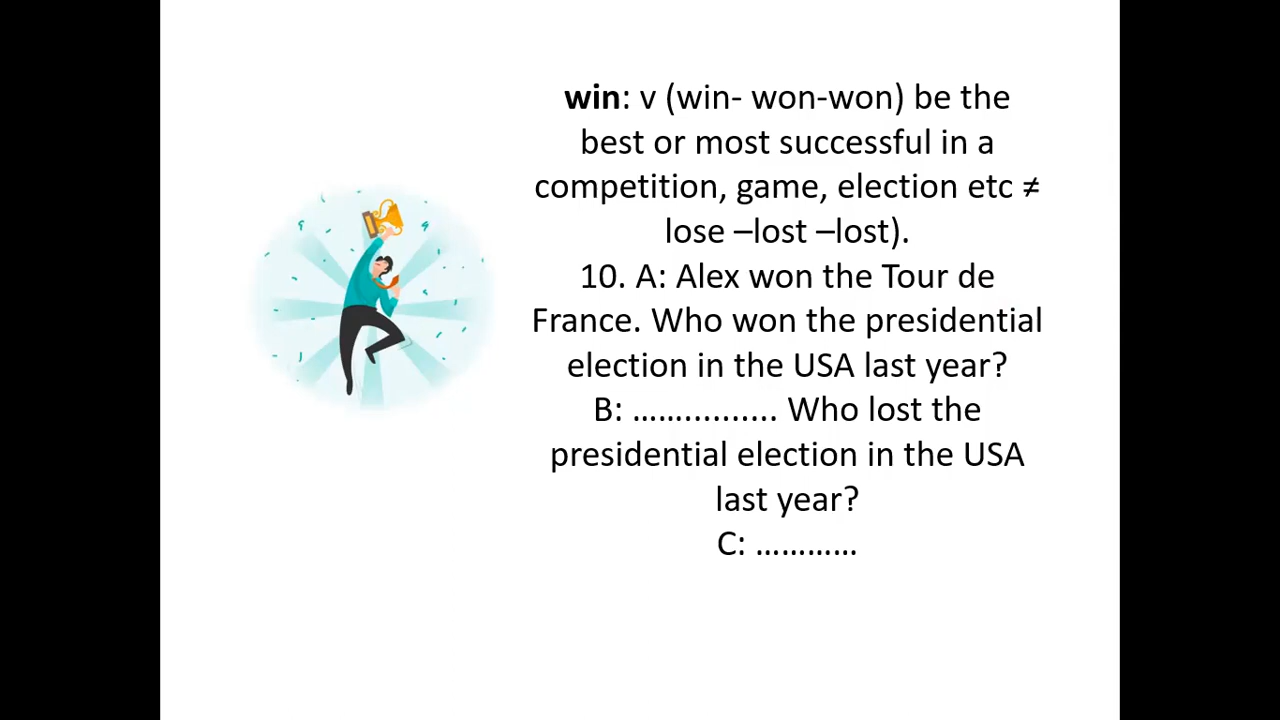 win: v (win- won-won) be the
best or most successful in a
competition, game, election etc ≠
lose –lost –lost).
10. A: Alex won the Tour de
France. Who won the presidential
election in the USA last year?
B: ……........... Who lost the
presidential election in the USA
last year?
C: …………